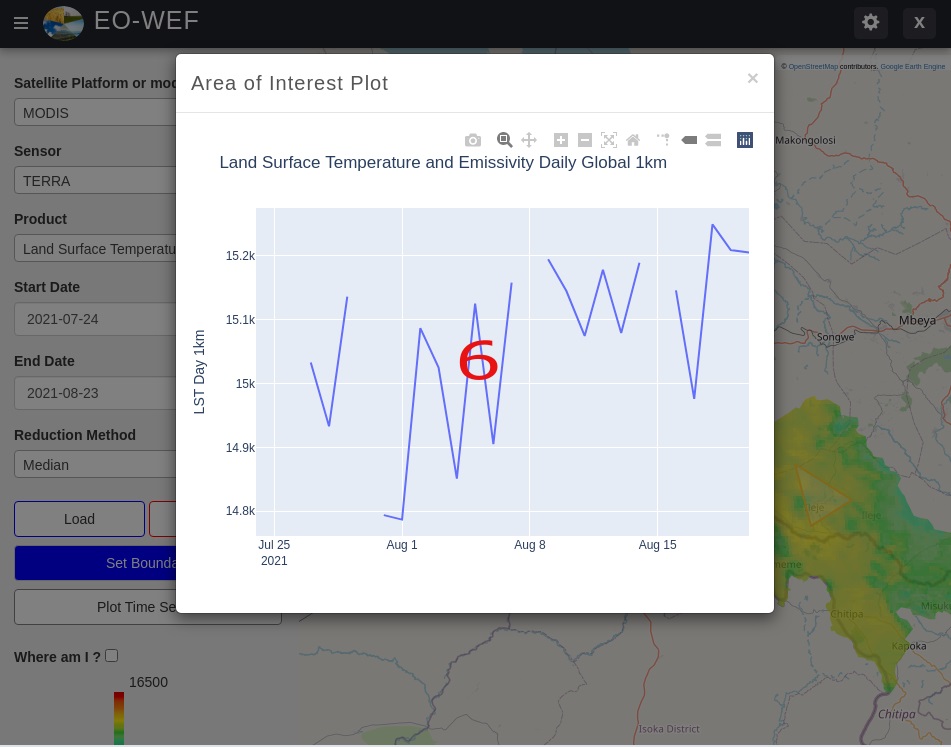 EO-WEF
X
© OpenStreetMap contributors. Google Earth Engine
Satellite Platform or mod
MODIS
Sensor
TERRA
Product
Land Surface Temperatu
Start Date
2021-07-24
End Date
2021-08-23
Reduction Method
Median
Load
Set Bounda
Plot Time Se
Where am I ?
16500
Area of Interest Plot
×
Land Surface Temperature and Emissivity Daily Global 1km
LST Day 1km
15.2k
15.1k
15k
14.9k
14.8k
Jul 25
2021
Aug 1
Aug 8
Aug 15
6
Makongolosi
Mbeya
Songwe
Ileje
Ileje
neme
Chitipa
Misuku
Kapoka
Chitipa
Isoka District